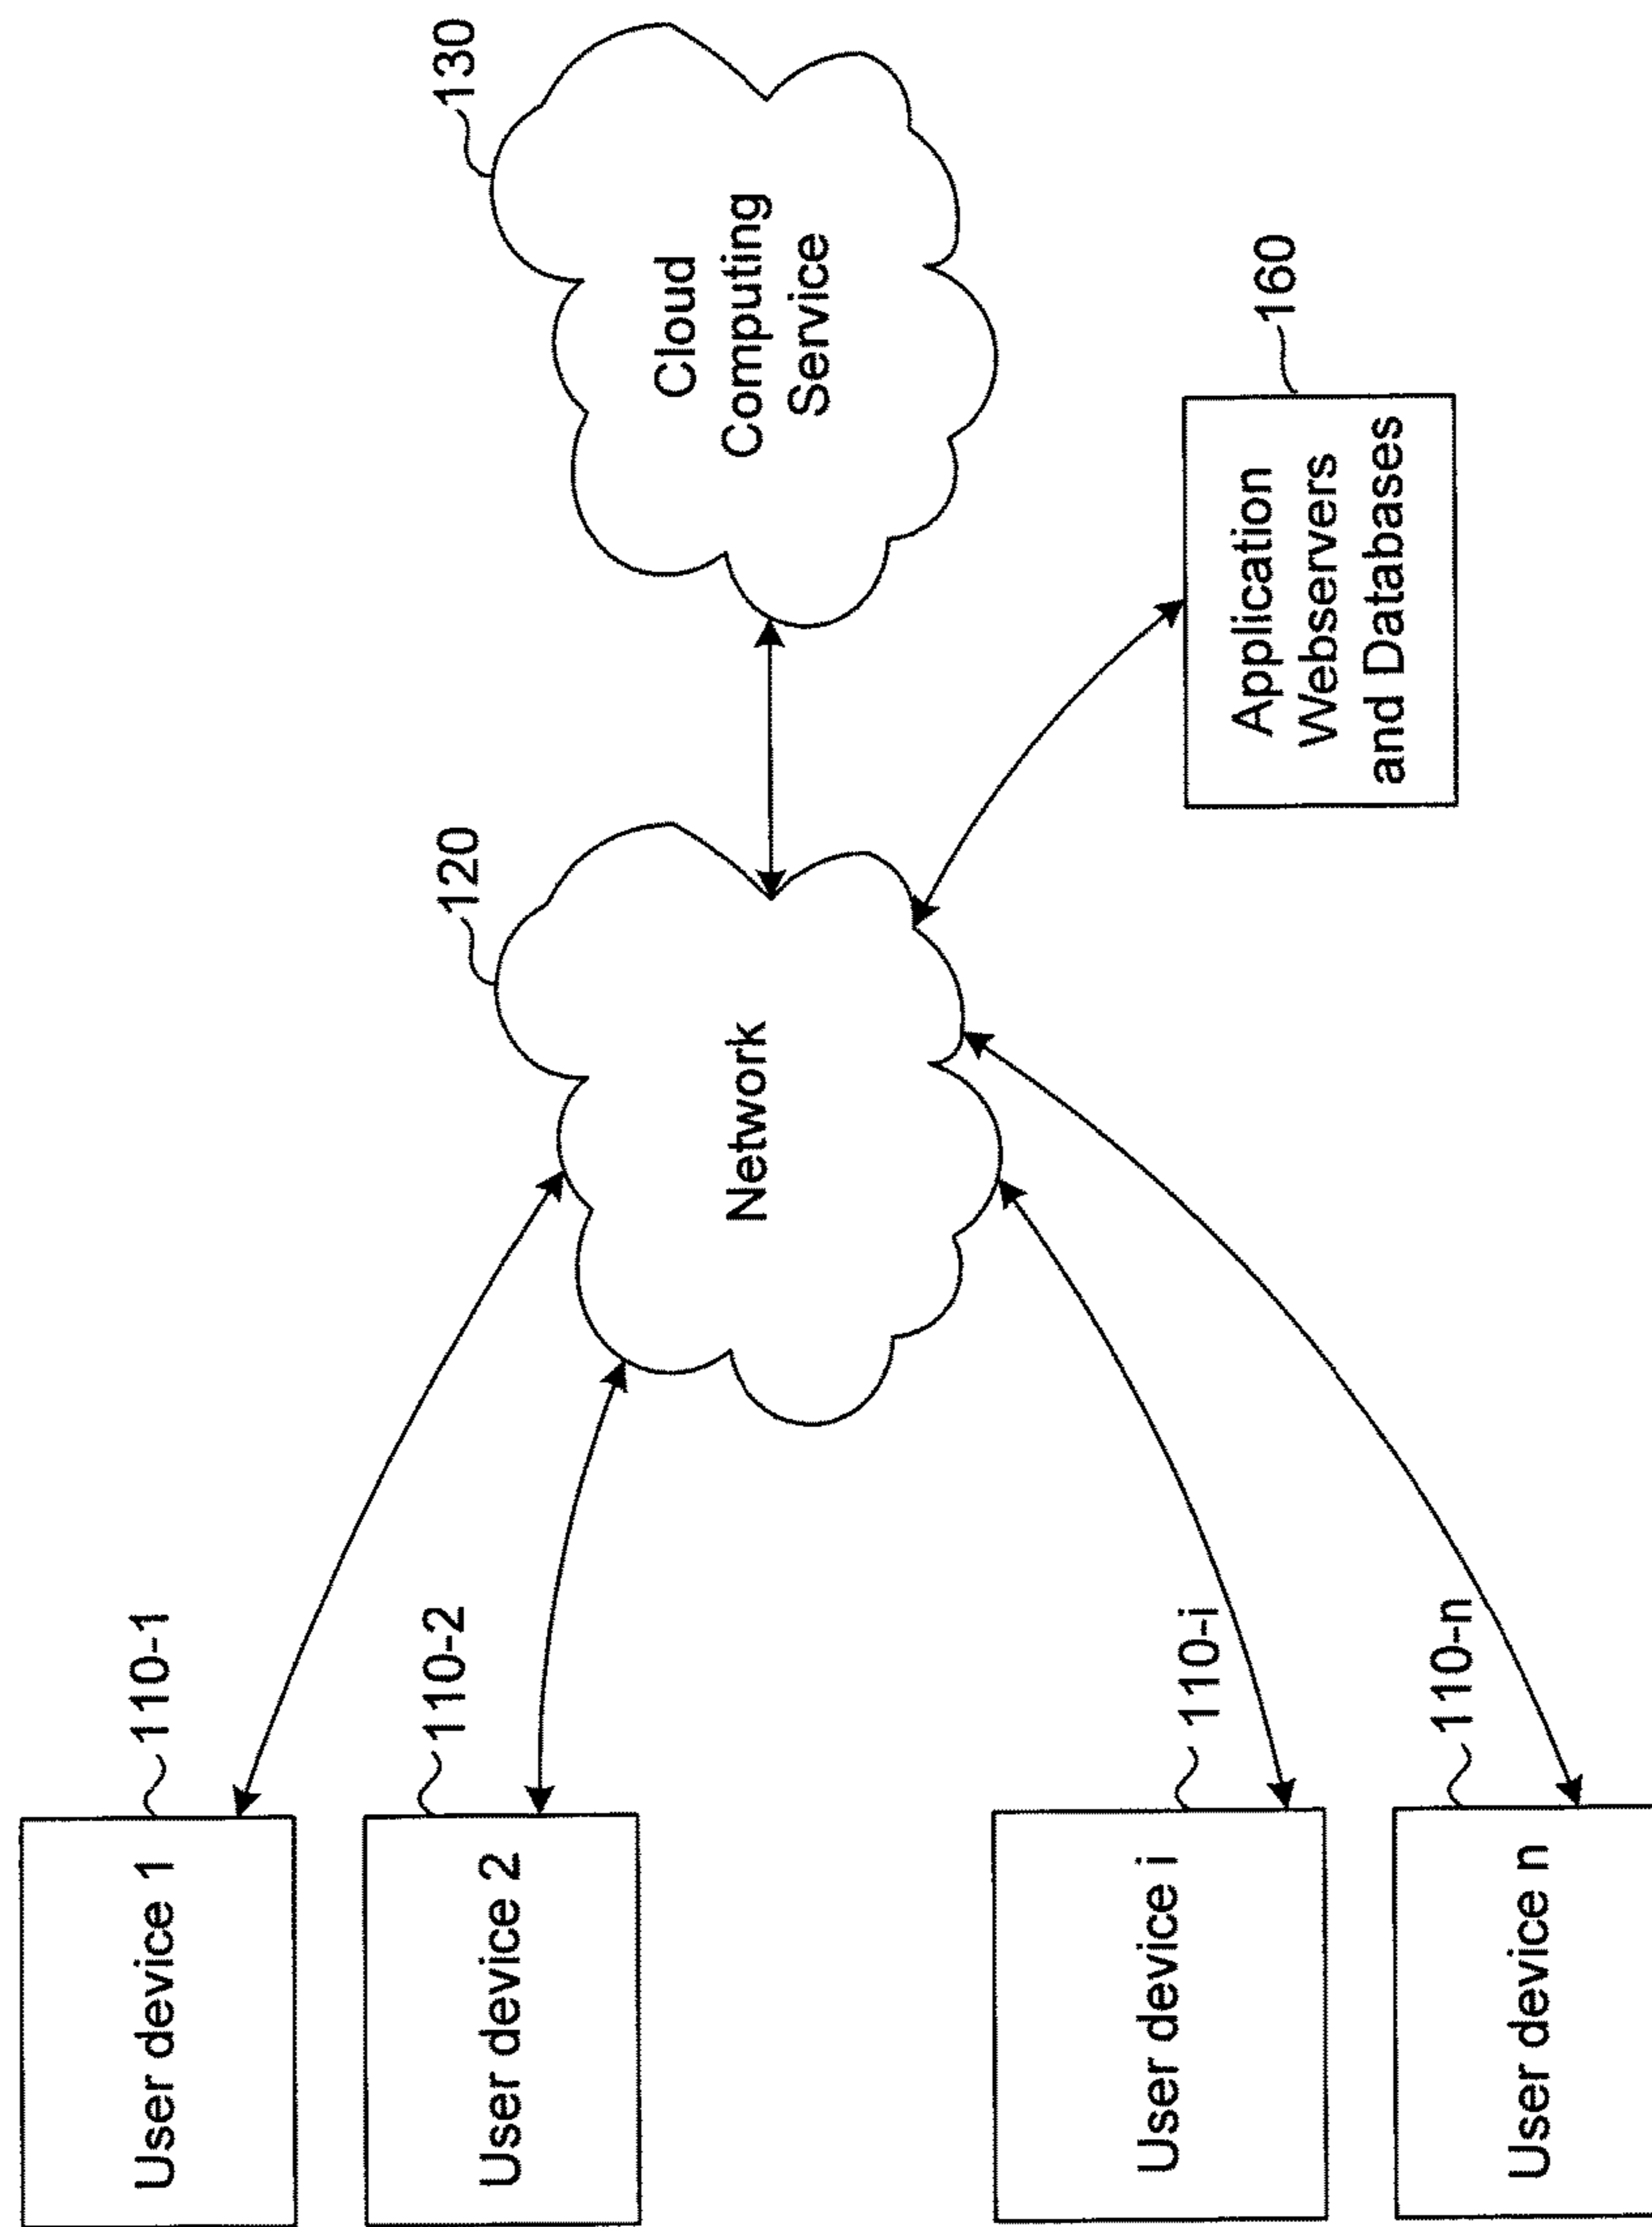 User device 1
110-1
User device 2
110-2
User device i
110-i
User device n
110-n
Network
120
Cloud
Computing
Service
130
Application
Webservers
and Databases
160